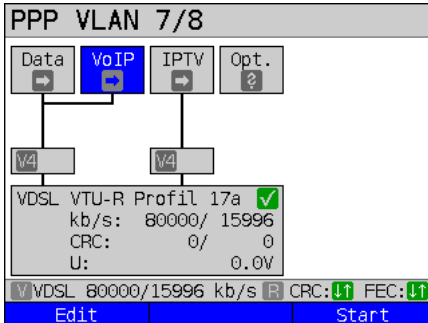 PPP VLAN 7/8
Data VoIP IPTV Opt.
V4 V4
VDSL VTU-R Profil 17a
kb/s: 80000/ 15996
CRC: 0/ 0
U: 0.0V
V VDSL 80000/15996 kb/s R CRC: FEC:
Edit Start